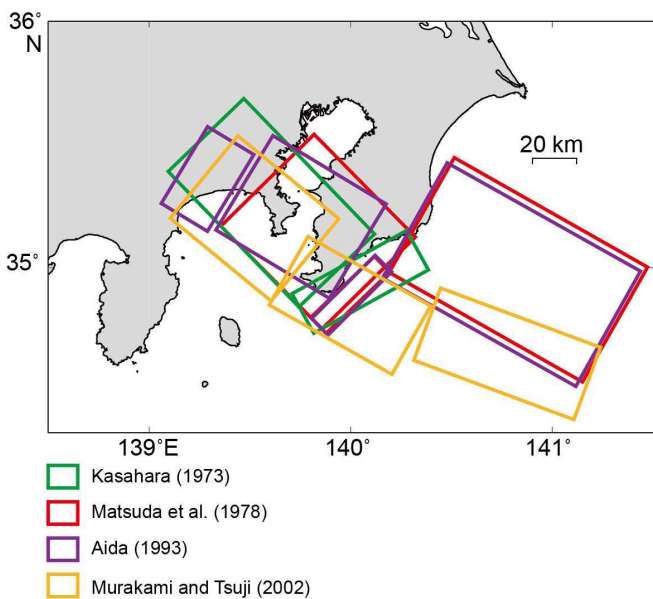 36°
N
20 km
35°
139°E
140°
141°
Kasahara (1973)
Matsuda et al. (1978)
Aida (1993)
Murakami and Tsuji (2002)